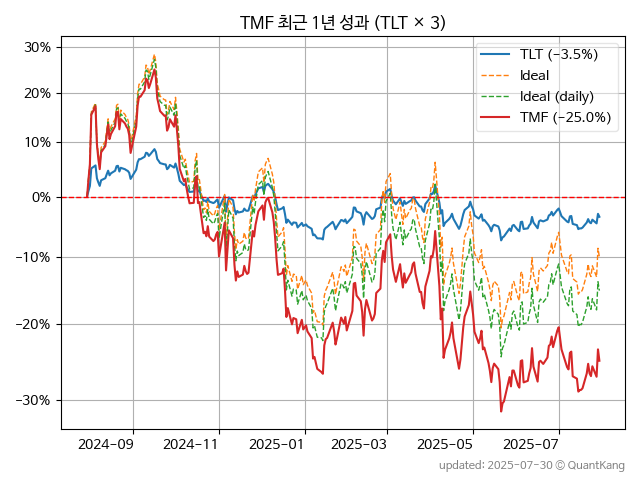 TMF 최근 1년 성과 (TLT × 3)
30%
20%
10%
0%
−10%
−20%
−30%
TLT (−3.5%)
Ideal
Ideal (daily)
TMF (−25.0%)
2024-09
2024-11
2025-01
2025-03
2025-05
2025-07
updated: 2025-07-30 © QuantKang